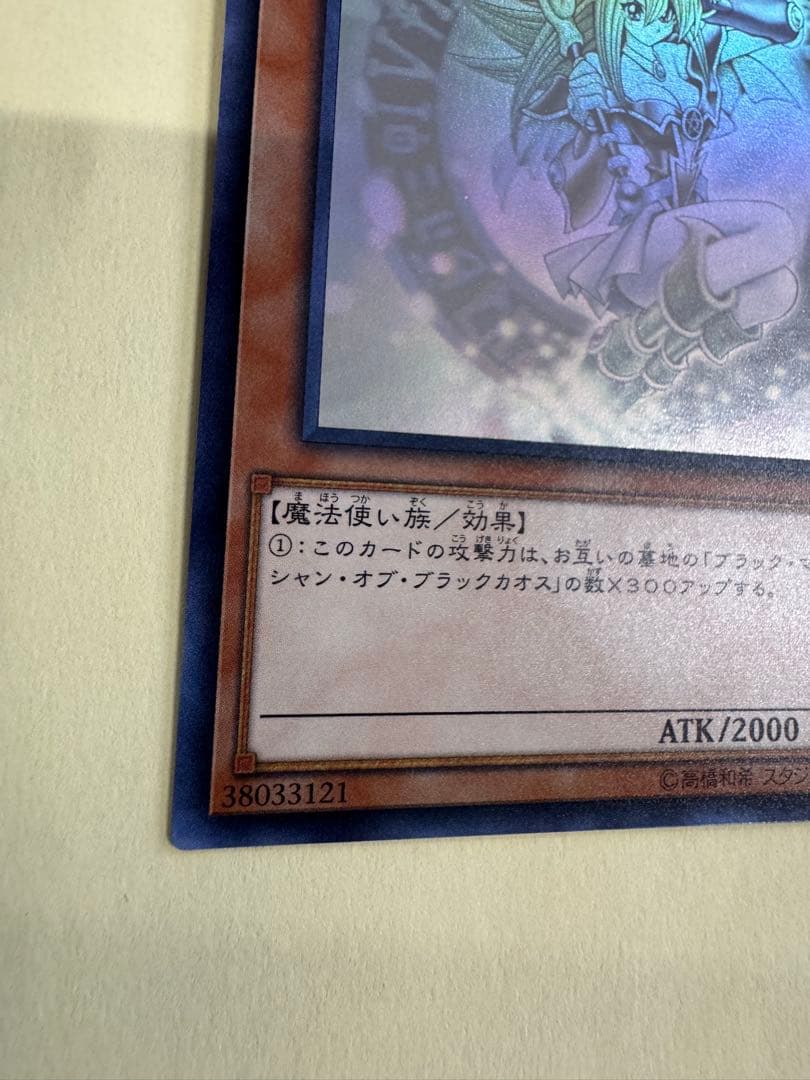 【魔法使い族／効果】
①：このカードの攻撃力は、お互いの墓地の「ブラック・マ
シャン・オブ・ブラックカオス」の数×300アップする。
ATK/2000
©高橋和希 スタジ
38033121